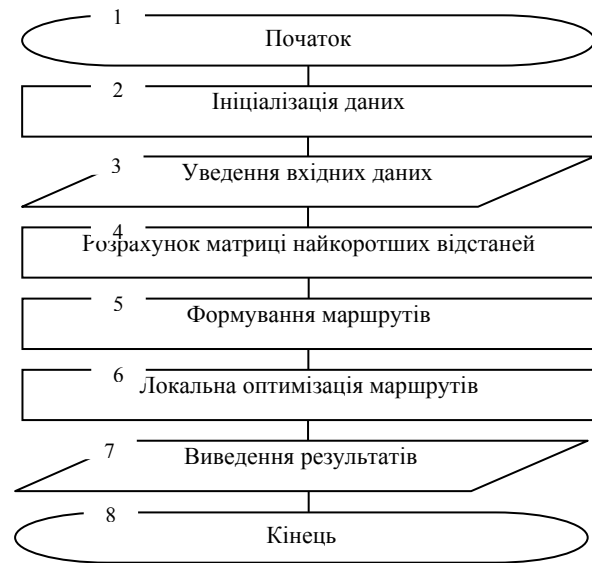 1
Початок
2
Ініціалізація даних
3
Уведення вхідних даних
4
Розрахунок матриці найкоротших відстаней
5
Формування маршрутів
6
Локальна оптимізація маршрутів
7
Виведення результатів
8
Кінець